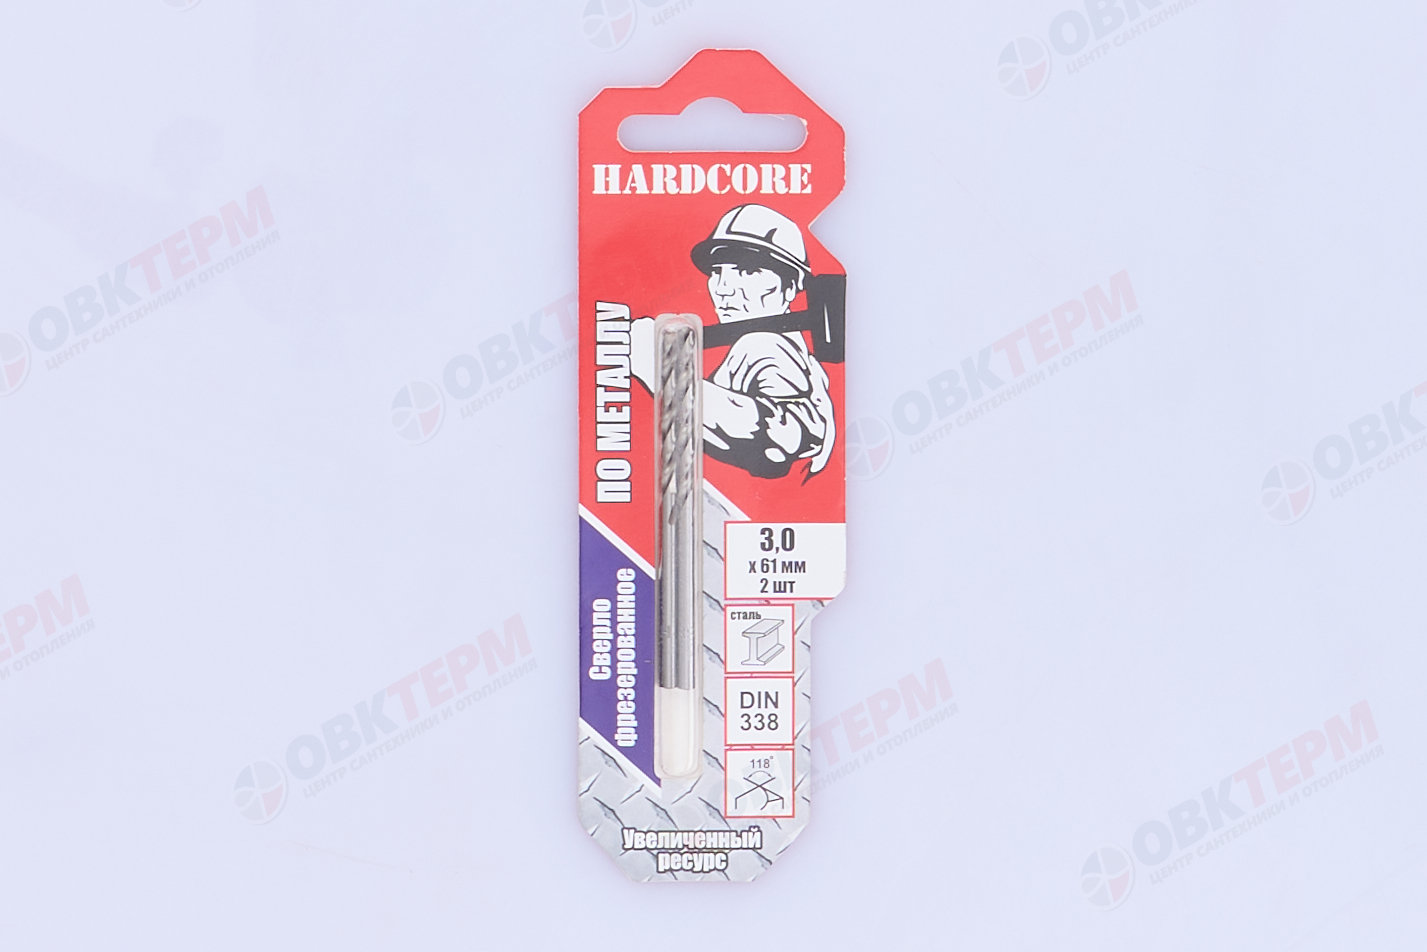 HARDCORE
ПО МЕТАЛЛУ
Сверло
фрезерованное
3,0
х 61 мм
2 шт
сталь
DIN
338
118°
Увеличенный
ресурс
ОВКТЕРМ
ЦЕНТР САНТЕХНИКИ И ОТОПЛЕНИЯ